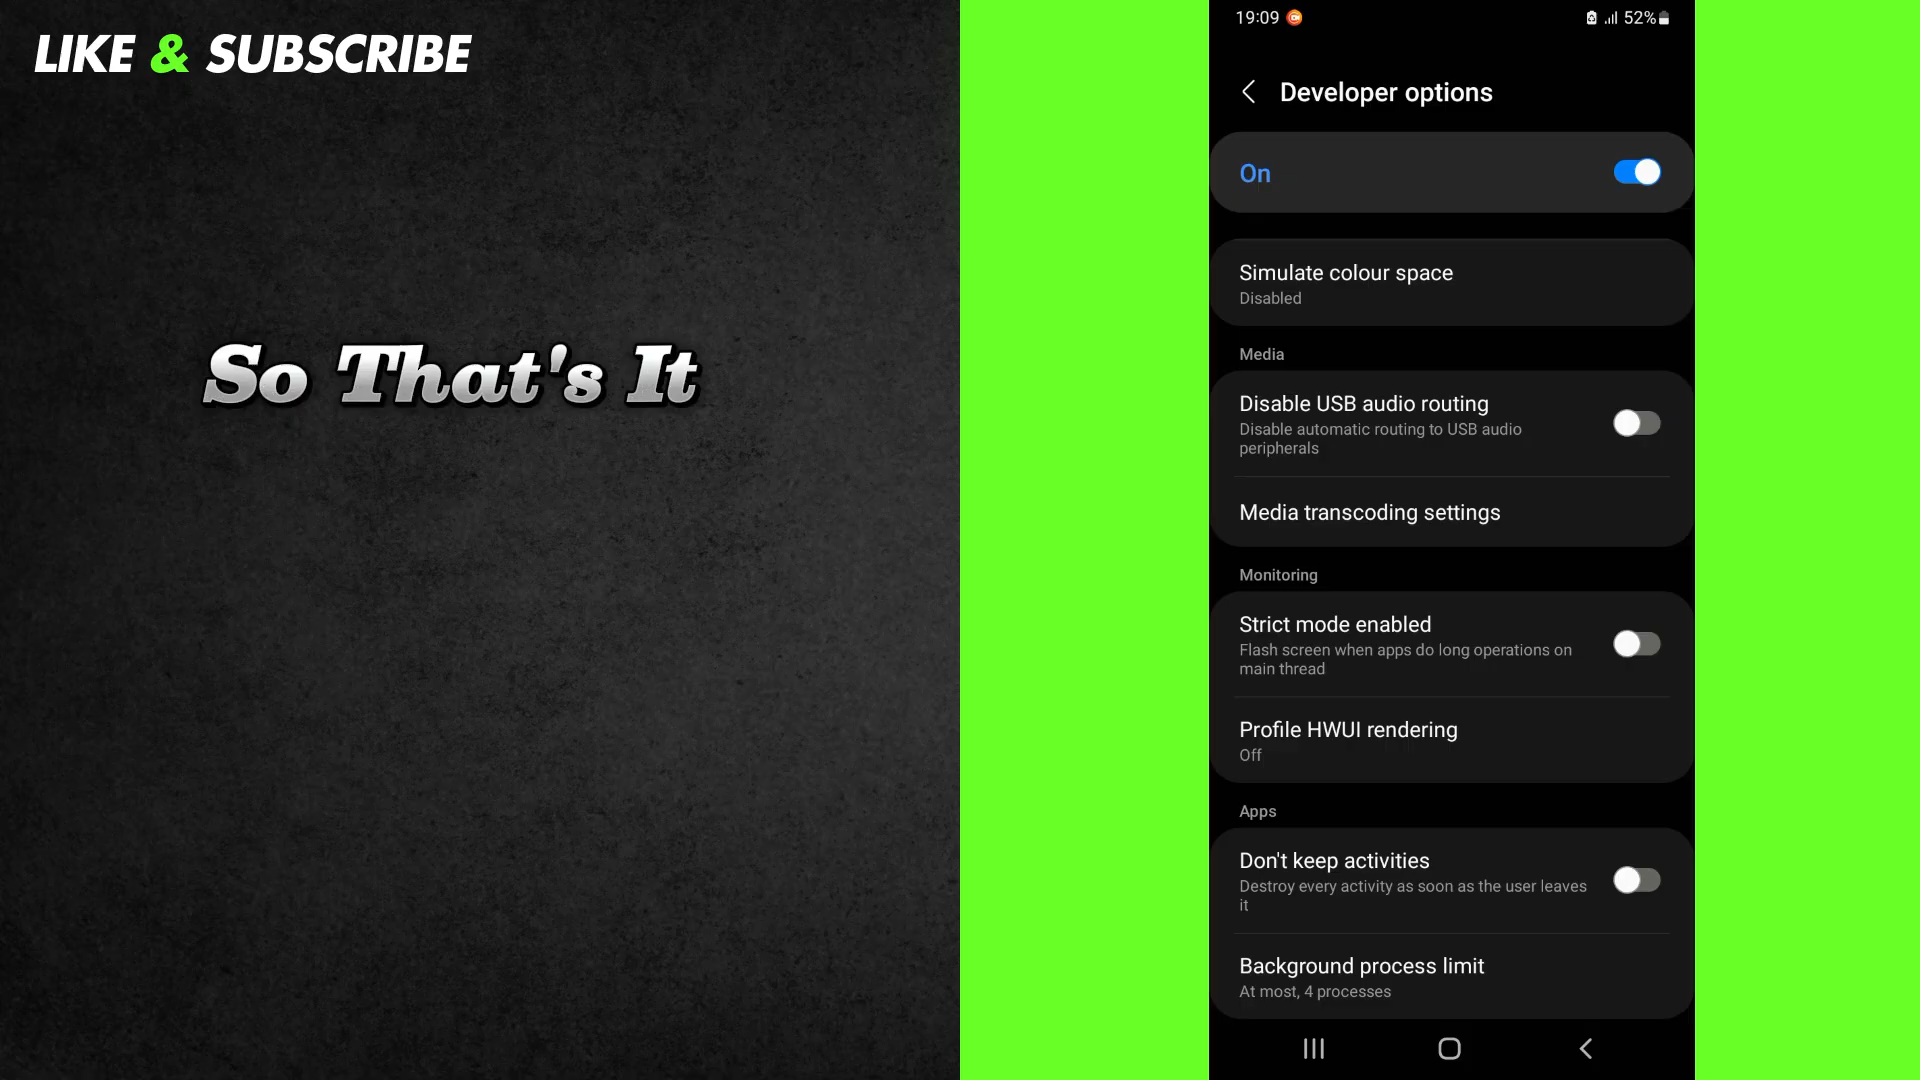 LIKE & SUBSCRIBE
So That's It
19:09
52%
Developer options
On
Simulate colour space
Disabled
Media
Disable USB audio routing
Disable automatic routing to USB audio
peripherals
Media transcoding settings
Monitoring
Strict mode enabled
Flash screen when apps do long operations on
main thread
Profile HWUI rendering
Off
Apps
Don't keep activities
Destroy every activity as soon as the user leaves
it
Background process limit
At most, 4 processes